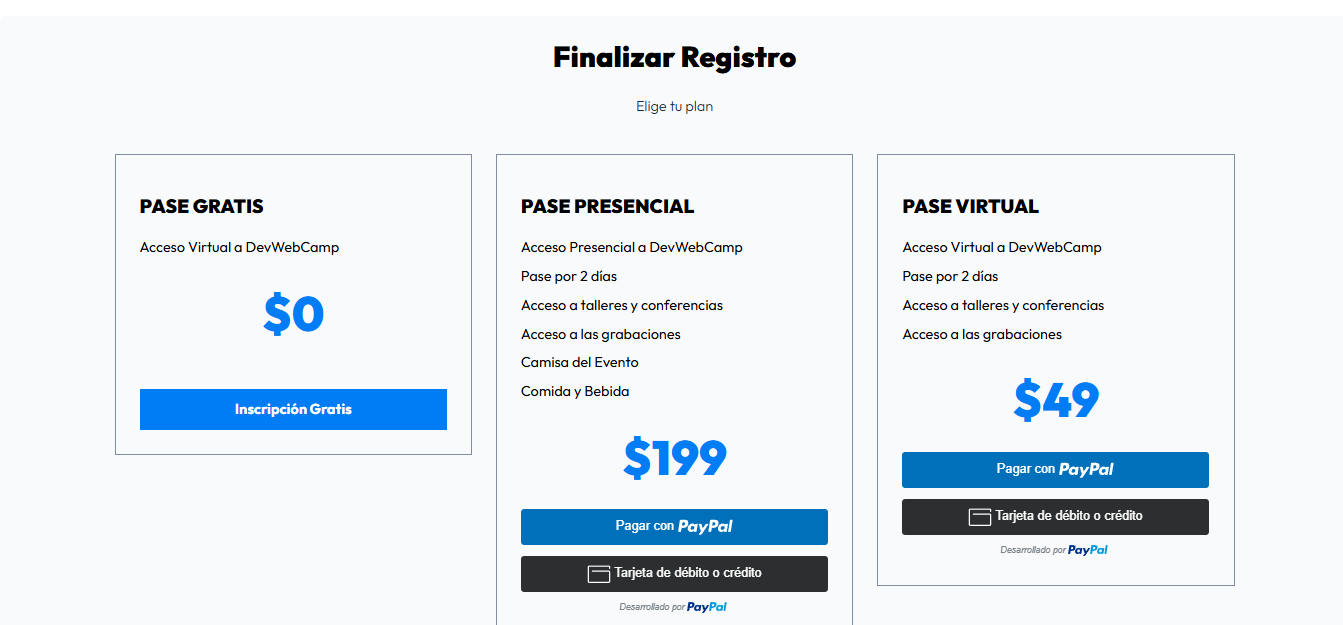 Finalizar Registro
Elige tu plan
PASE GRATIS
Acceso Virtual a DevWebCamp
$0
Inscripción Gratis
PASE PRESENCIAL
Acceso Presencial a DevWebCamp
Pase por 2 días
Acceso a talleres y conferencias
Acceso a las grabaciones
Camisa del Evento
Comida y Bebida
$199
Pagar con PayPal
Tarjeta de débito o crédito
Desarrollado por PayPal
PASE VIRTUAL
Acceso Virtual a DevWebCamp
Pase por 2 días
Acceso a talleres y conferencias
Acceso a las grabaciones
$49
Pagar con PayPal
Tarjeta de débito o crédito
Desarrollado por PayPal